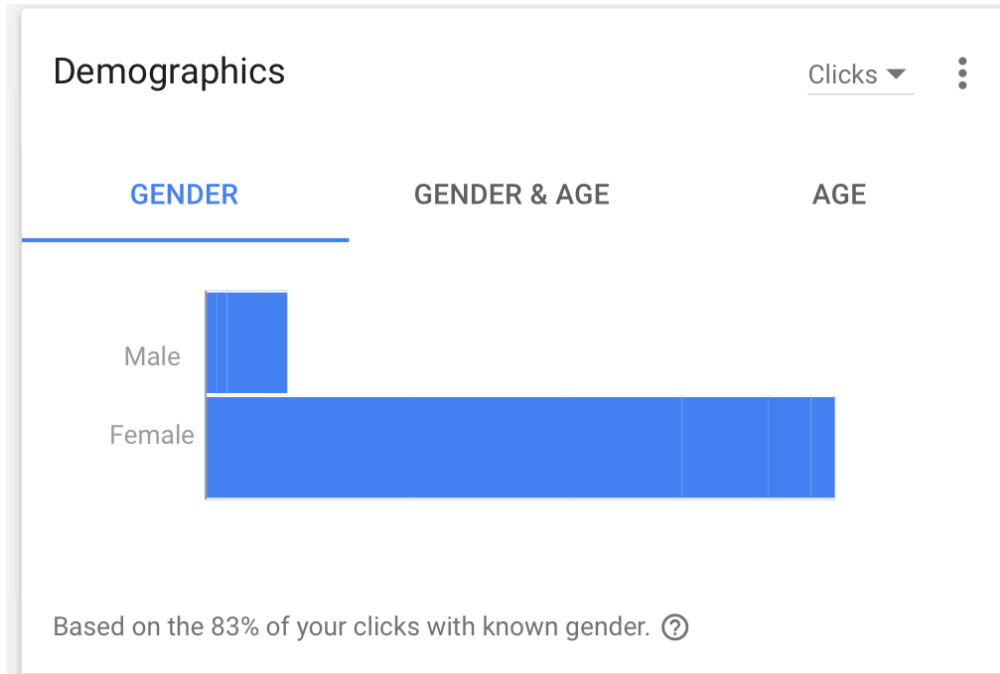 Demographics
Clicks
GENDER
GENDER & AGE
AGE
Male
Female
Based on the 83% of your clicks with known gender. ?